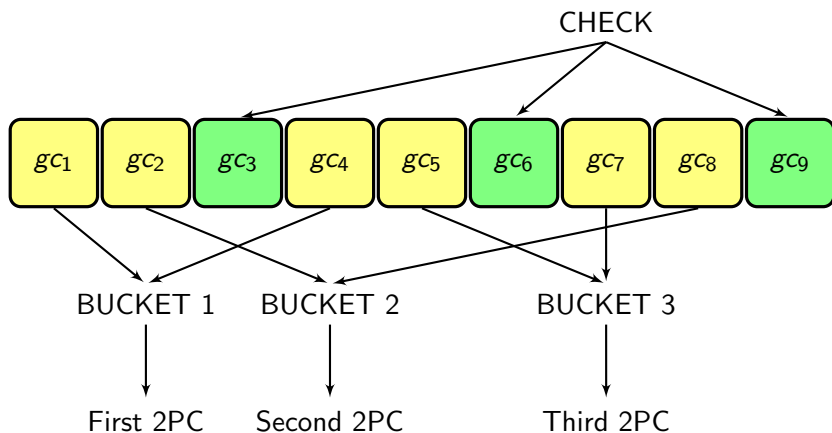 CHECK
gc₁ gc₂ gc₃ gc₄ gc₅ gc₆ gc₇ gc₈ gc₉
BUCKET 1 BUCKET 2 BUCKET 3
First 2PC Second 2PC Third 2PC